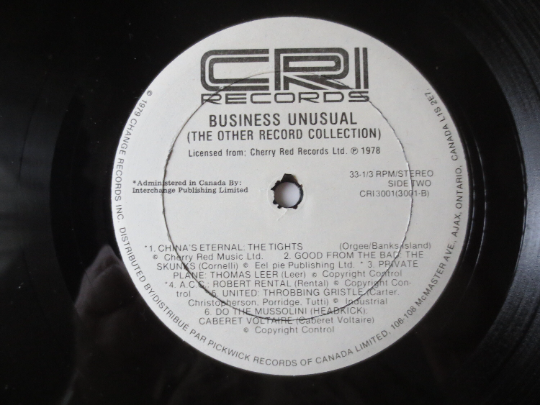 CRI
RECORDS
BUSINESS UNUSUAL
(THE OTHER RECORD COLLECTION)
Licensed from: Cherry Red Records Ltd. ℗ 1978
*Administered in Canada By:
Interchange Publishing Limited
33-1/3 RPM/STEREO
SIDE TWO
CRI3001(3001-B)
*1. CHINA'S ETERNAL: THE TIGHTS (Orgee/Banks-island)
© Cherry Red Music Ltd. 2. GOOD FROM THE BAD: THE
SKUNKS (Cornelli) © Eel pie Publishing Ltd. * 3. PRIVATE
PLANE: THOMAS LEER (Leer) © Copyright Control
*4. A.C.C.: ROBERT RENTAL (Rental) © Copyright Con-
trol 5. UNITED: THROBBING GRISTLE (Carter,
Christopherson, Porridge, Tutti) © Industrial
6. DO THE MUSSOLINI (HEADKICK):
CABERET VOLTAIRE (Caberet Voltaire)
© Copyright Control
© 1979 CHANGE RECORDS INC. DISTRIBUTED BY/DISTRIBUÉ PAR PICKWICK RECORDS OF CANADA LIMITED, 106-108 McMASTER AVE., AJAX, ONTARIO, CANADA L1S 2E7